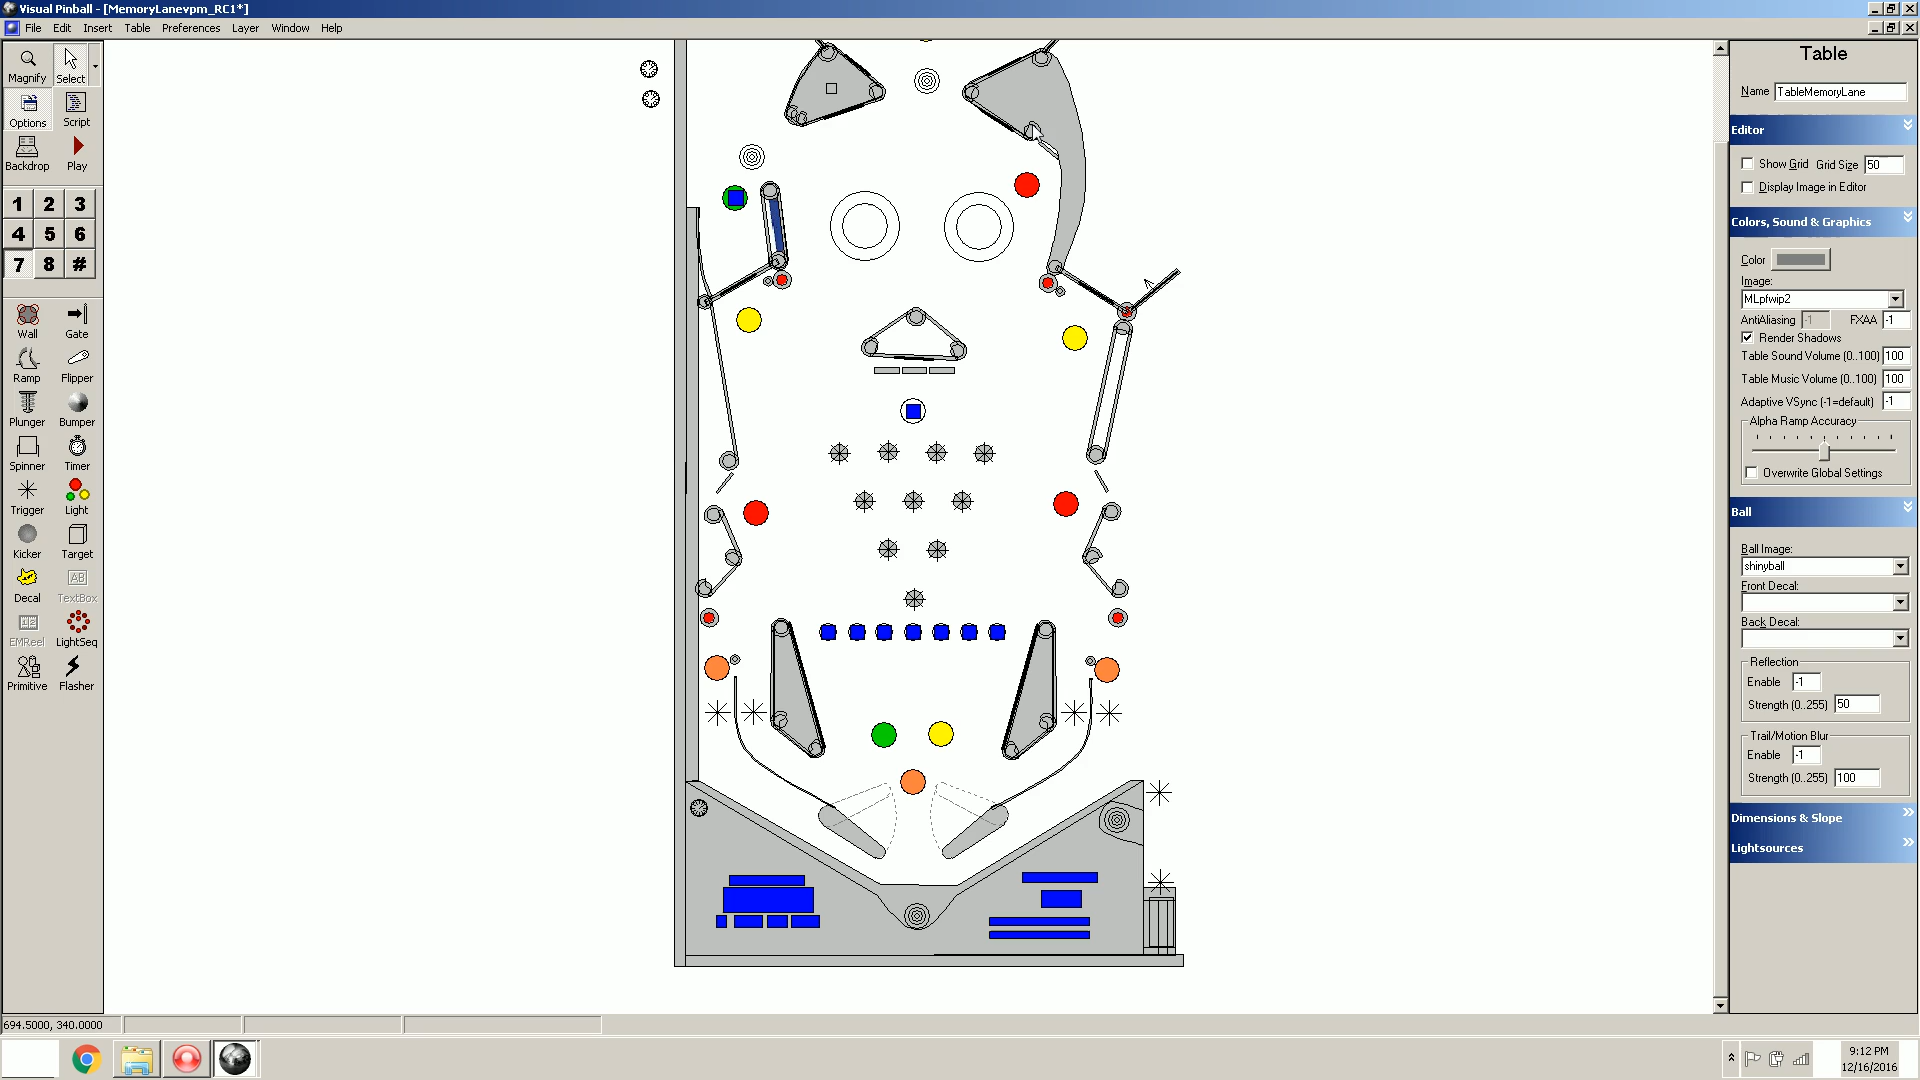 Visual Pinball - [MemoryLanevpm_RC1*]
File Edit Insert Table Preferences Layer Window Help
Magnify Select
Options Script
Backdrop Play
1 2 3
4 5 6
7 8 #
Wall Gate
Ramp Flipper
Plunger Bumper
Spinner Timer
Trigger Light
Kicker Target
AB
Decal TextBox
EMReel LightSeq
Primitive Flasher
Table
Name TableMemoryLane
Editor
Show Grid Grid Size 50
Display Image in Editor
Colors, Sound & Graphics
Color
Image:
MLpfwip2
AntiAliasing -1 FXAA -1
Render Shadows
Table Sound Volume (0..100) 100
Table Music Volume (0..100) 100
Adaptive VSync (-1=default) -1
Alpha Ramp Accuracy
Overwrite Global Settings
Ball
Ball Image:
shinyball
Front Decal:
Back Decal:
Reflection
Enable -1
Strength (0..255) 50
Trail/Motion Blur
Enable -1
Strength (0..255) 100
Dimensions & Slope
Lightsources
694.5000, 340.0000
9:12 PM
12/16/2016